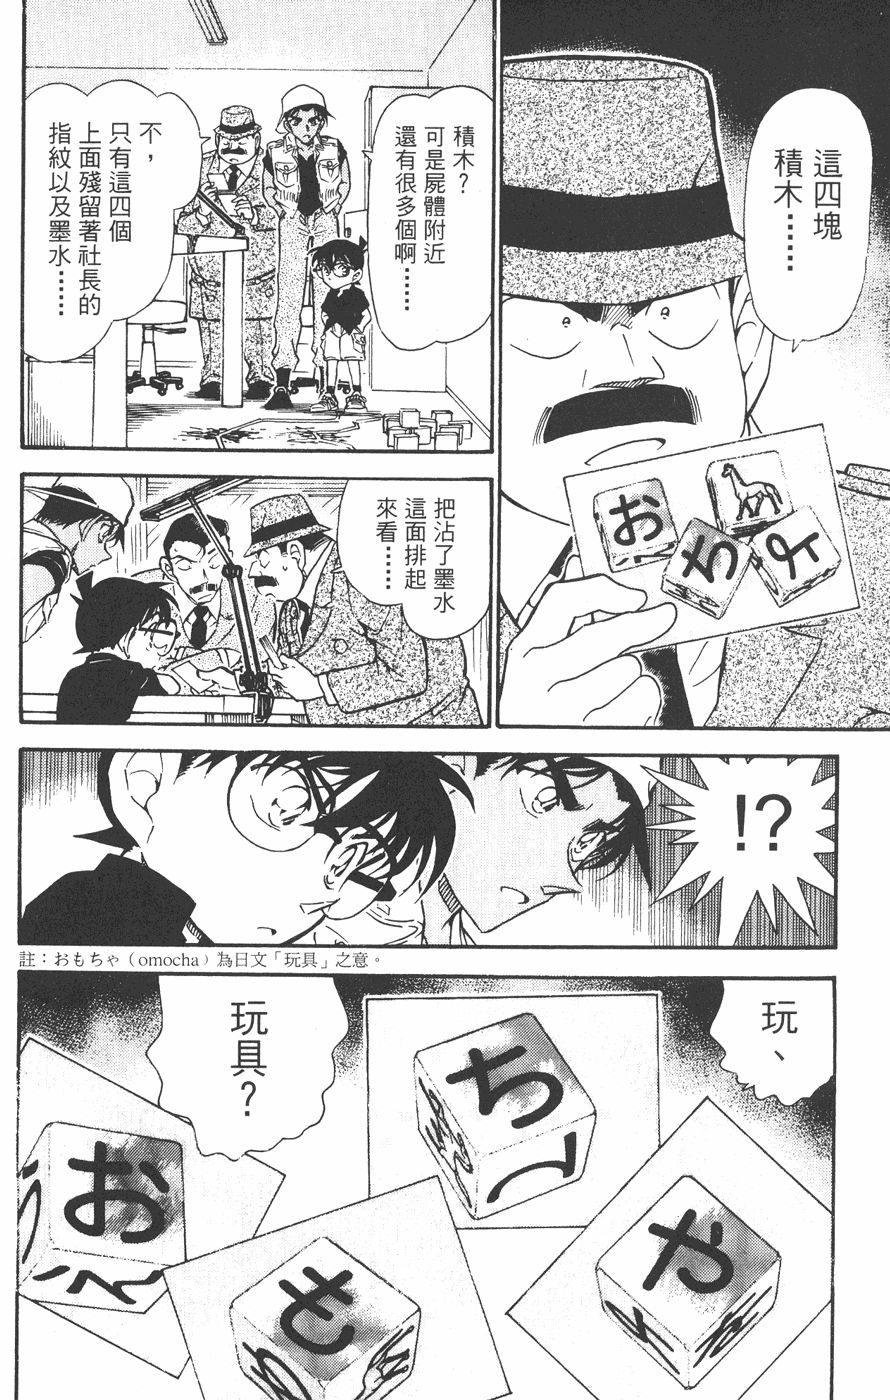 這四塊
積木……
お
ち
や
積木？
可是屍體附近
還有很多個啊……
不，
只有這四個
上面殘留著社長的
指紋以及墨水……
把沾了墨水
這面排起
來看……
!?
註：おもちゃ（omocha）為日文「玩具」之意。
玩、
玩具？
ち
つ
お
え
も
や